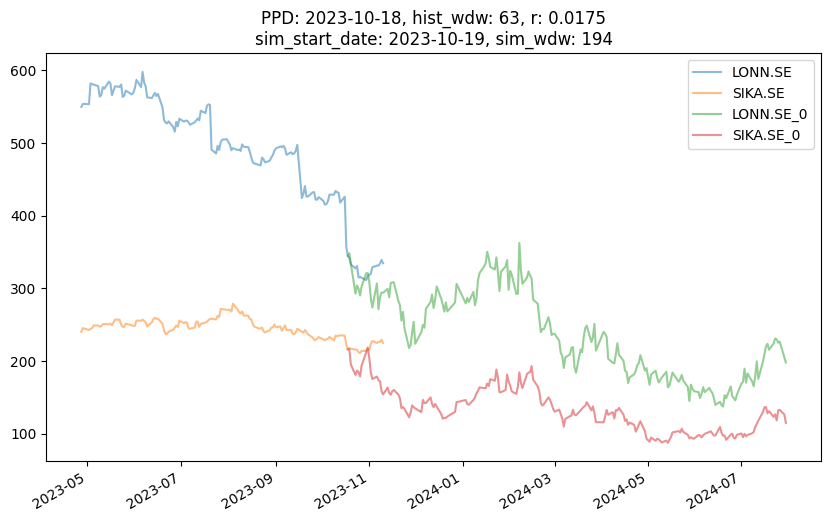 PPD: 2023-10-18, hist_wdw: 63, r: 0.0175
sim_start_date: 2023-10-19, sim_wdw: 194
LONN.SE
SIKA.SE
LONN.SE_0
SIKA.SE_0
600
500
400
300
200
100
2023-05
2023-07
2023-09
2023-11
2024-01
2024-03
2024-05
2024-07